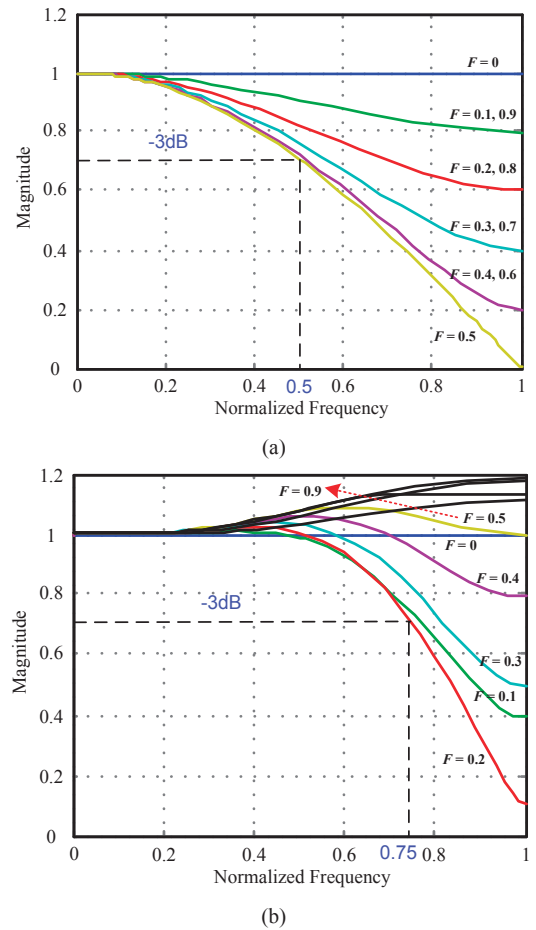 1.2
1
0.8
0.6
0.4
0.2
0
Magnitude
-3dB
F = 0
F = 0.1, 0.9
F = 0.2, 0.8
F = 0.3, 0.7
F = 0.4, 0.6
F = 0.5
0 0.2 0.4 0.5 0.6 0.8 1
Normalized Frequency
(a)
1.2
1
0.8
0.6
0.4
0.2
0
Magnitude
-3dB
F = 0.9
F = 0.5
F = 0
F = 0.4
F = 0.3
F = 0.1
F = 0.2
0 0.2 0.4 0.6 0.75 0.8 1
Normalized Frequency
(b)